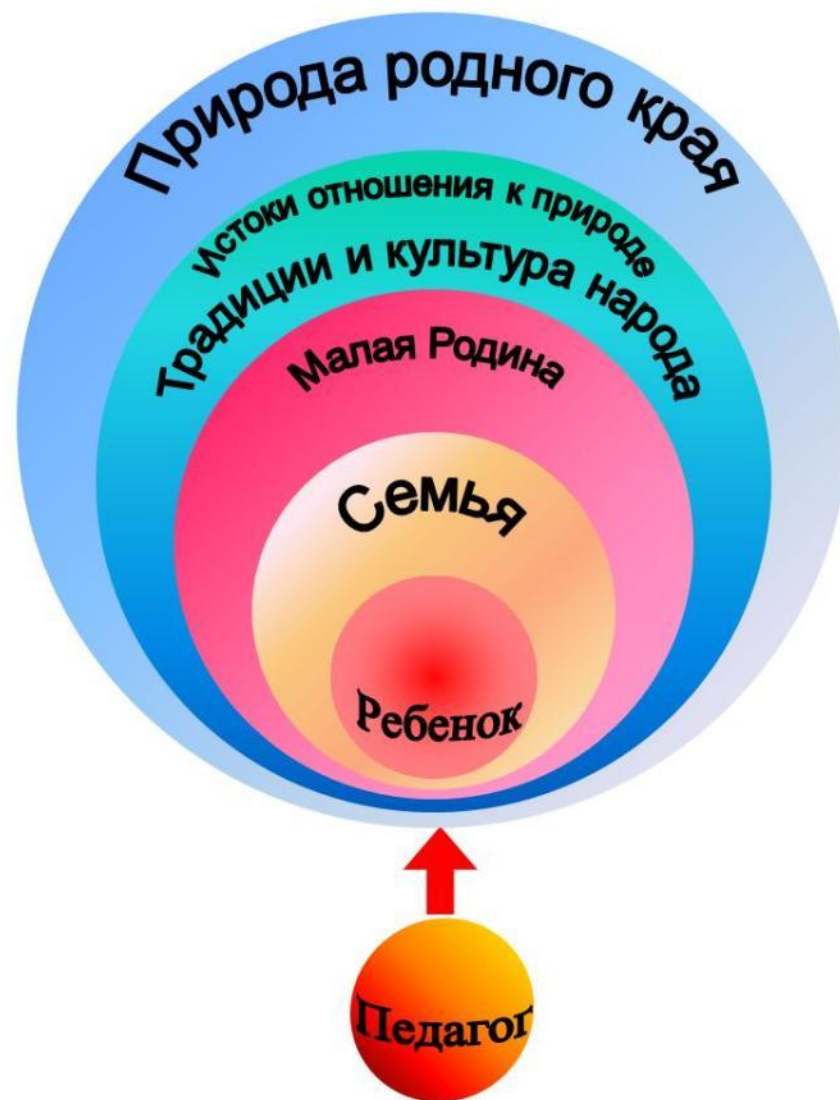 Природа родного края
Истоки отношения к природе
Традиции и культура народа
Малая Родина
Семья
Ребенок
Педагог